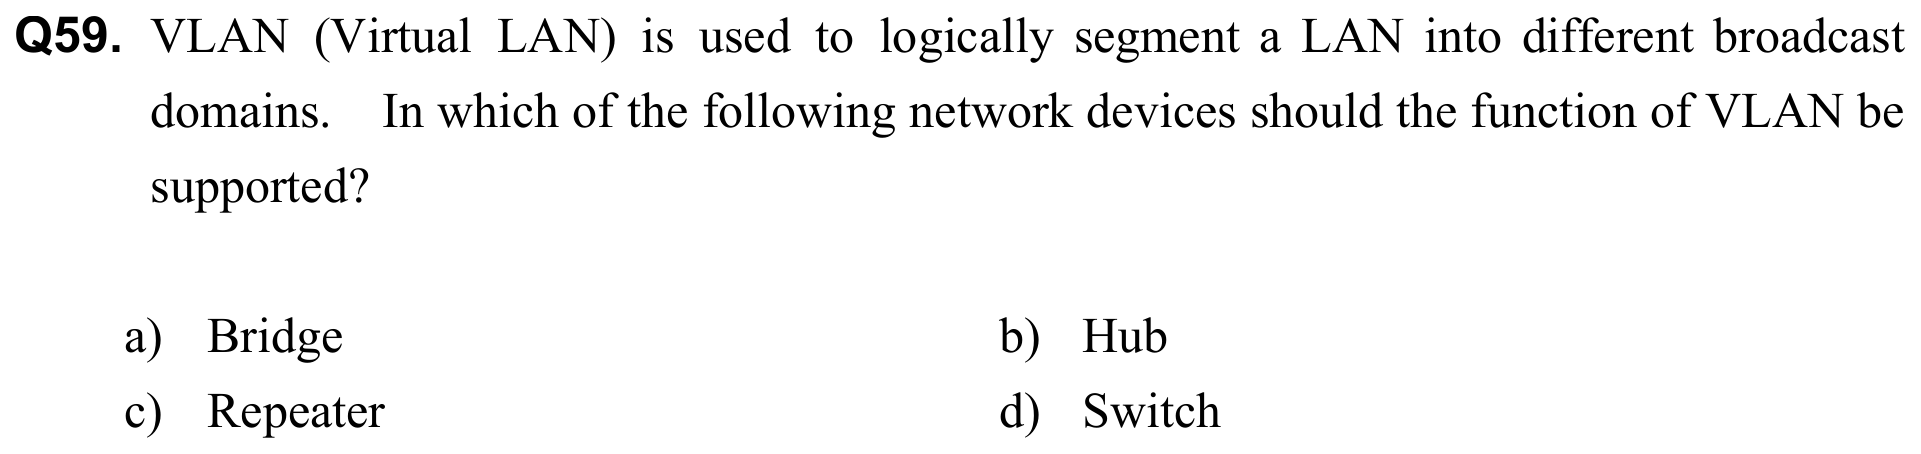 Q59. VLAN (Virtual LAN) is used to logically segment a LAN into different broadcast
domains. In which of the following network devices should the function of VLAN be
supported?
a) Bridge b) Hub
c) Repeater d) Switch